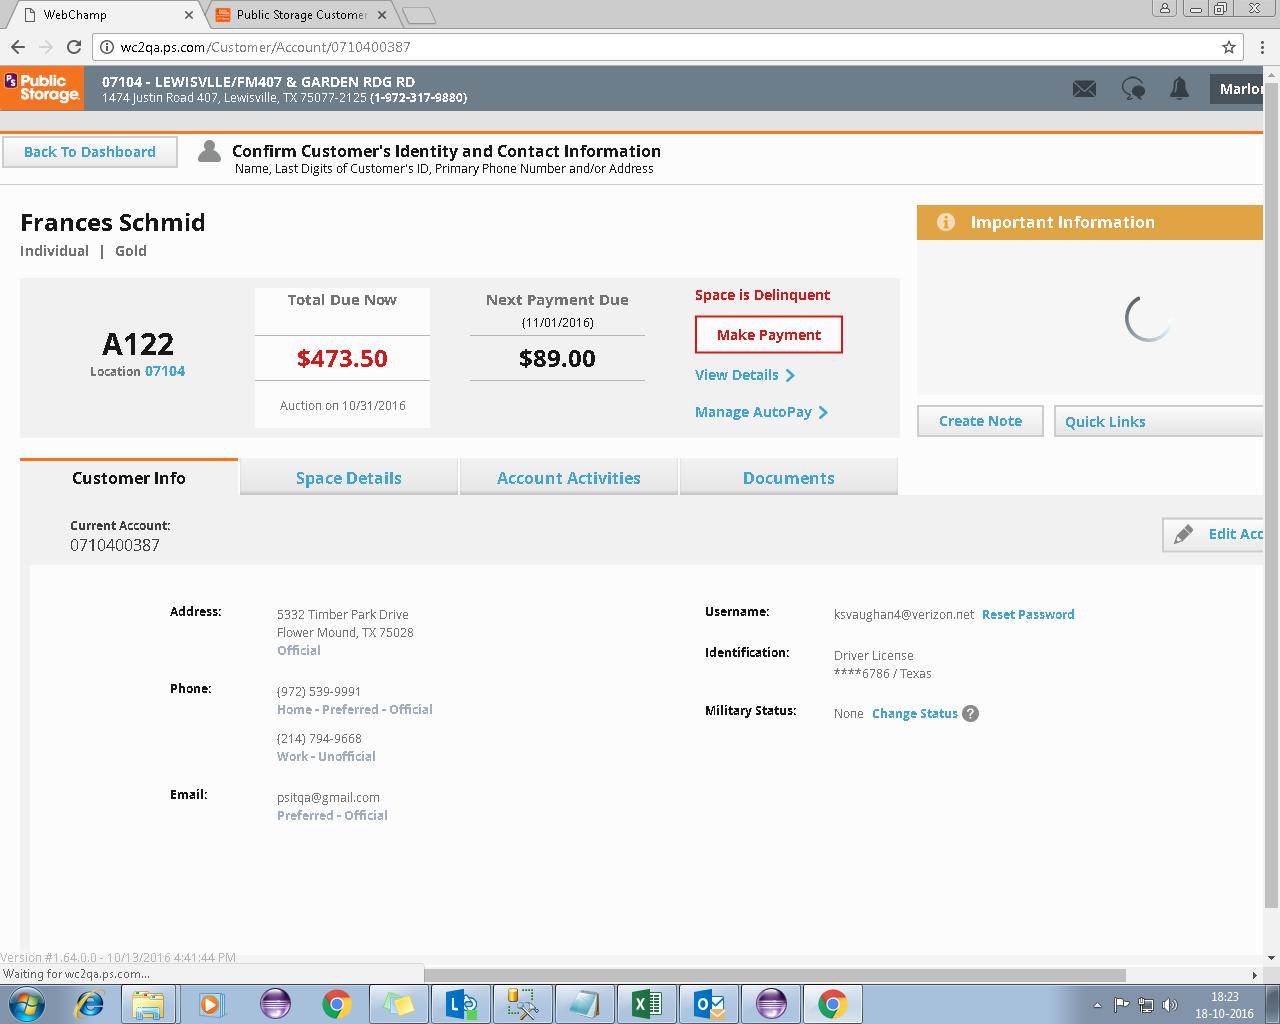 WebChamp
Public Storage Customer
wc2qa.ps.com/Customer/Account/0710400387
Ps Public Storage.
07104 - LEWISVLLE/FM407 & GARDEN RDG RD
1474 Justin Road 407, Lewisville, TX 75077-2125 (1-972-317-9880)
Marlon
Back To Dashboard
Confirm Customer's Identity and Contact Information
Name, Last Digits of Customer's ID, Primary Phone Number and/or Address
Frances Schmid
Individual | Gold
Important Information
A122
Location 07104
Total Due Now
$473.50
Auction on 10/31/2016
Next Payment Due
(11/01/2016)
$89.00
Space is Delinquent
Make Payment
View Details
Manage AutoPay
Create Note
Quick Links
Customer Info
Space Details
Account Activities
Documents
Current Account:
0710400387
Edit Acc
Address:
5332 Timber Park Drive
Flower Mound, TX 75028
Official
Phone:
(972) 539-9991
Home - Preferred - Official
(214) 794-9668
Work - Unofficial
Email:
psitqa@gmail.com
Preferred - Official
Username:
ksvaughan4@verizon.net Reset Password
Identification:
Driver License
****6786 / Texas
Military Status:
None Change Status ?
Version #1.64.0.0 - 10/13/2016 4:41:44 PM
Waiting for wc2qa.ps.com...
18:23
18-10-2016